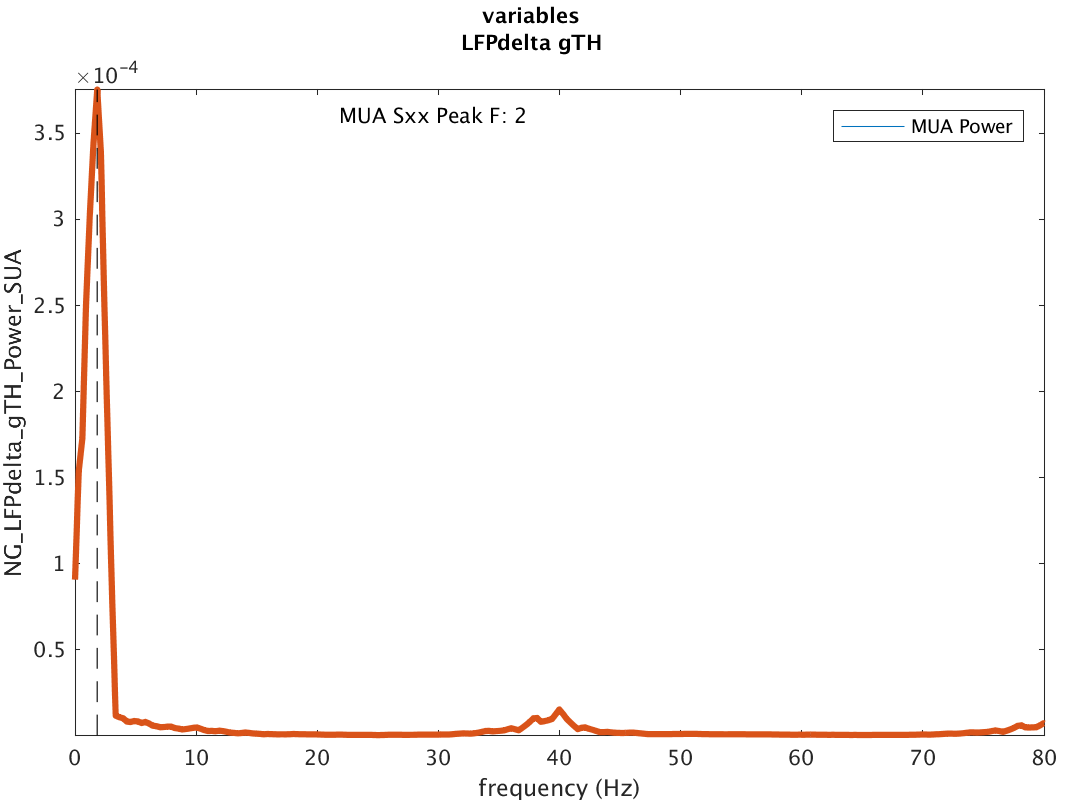 variables
LFPdelta gTH
×10⁻⁴
MUA Sxx Peak F: 2
MUA Power
3.5
3
2.5
2
1.5
1
0.5
NG_LFPdelta_gTH_Power_SUA
0 10 20 30 40 50 60 70 80
frequency (Hz)